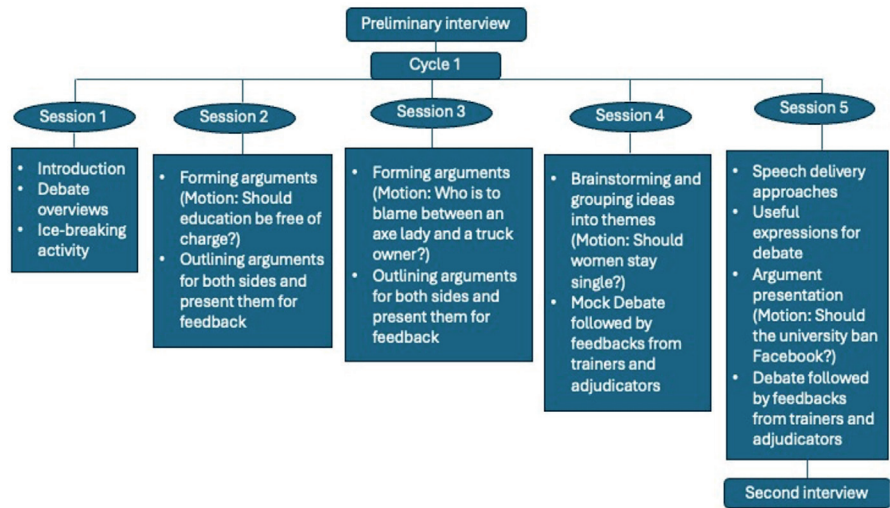 Preliminary interview
Cycle 1
Session 1
• Introduction
• Debate
overviews
• Ice-breaking
activity
Session 2
• Forming arguments
(Motion: Should
education be free of
charge?)
• Outlining arguments
for both sides and
present them for
feedback
Session 3
• Forming arguments
(Motion: Who is to
blame between an
axe lady and a truck
owner?)
• Outlining arguments
for both sides and
present them for
feedback
Session 4
• Brainstorming and
grouping ideas
into themes
(Motion: Should
women stay
single?)
• Mock Debate
followed by
feedbacks from
trainers and
adjudicators
Session 5
• Speech delivery
approaches
• Useful
expressions for
debate
• Argument
presentation
(Motion: Should
the university ban
Facebook?)
• Debate followed
by feedbacks
from trainers and
adjudicators
Second interview